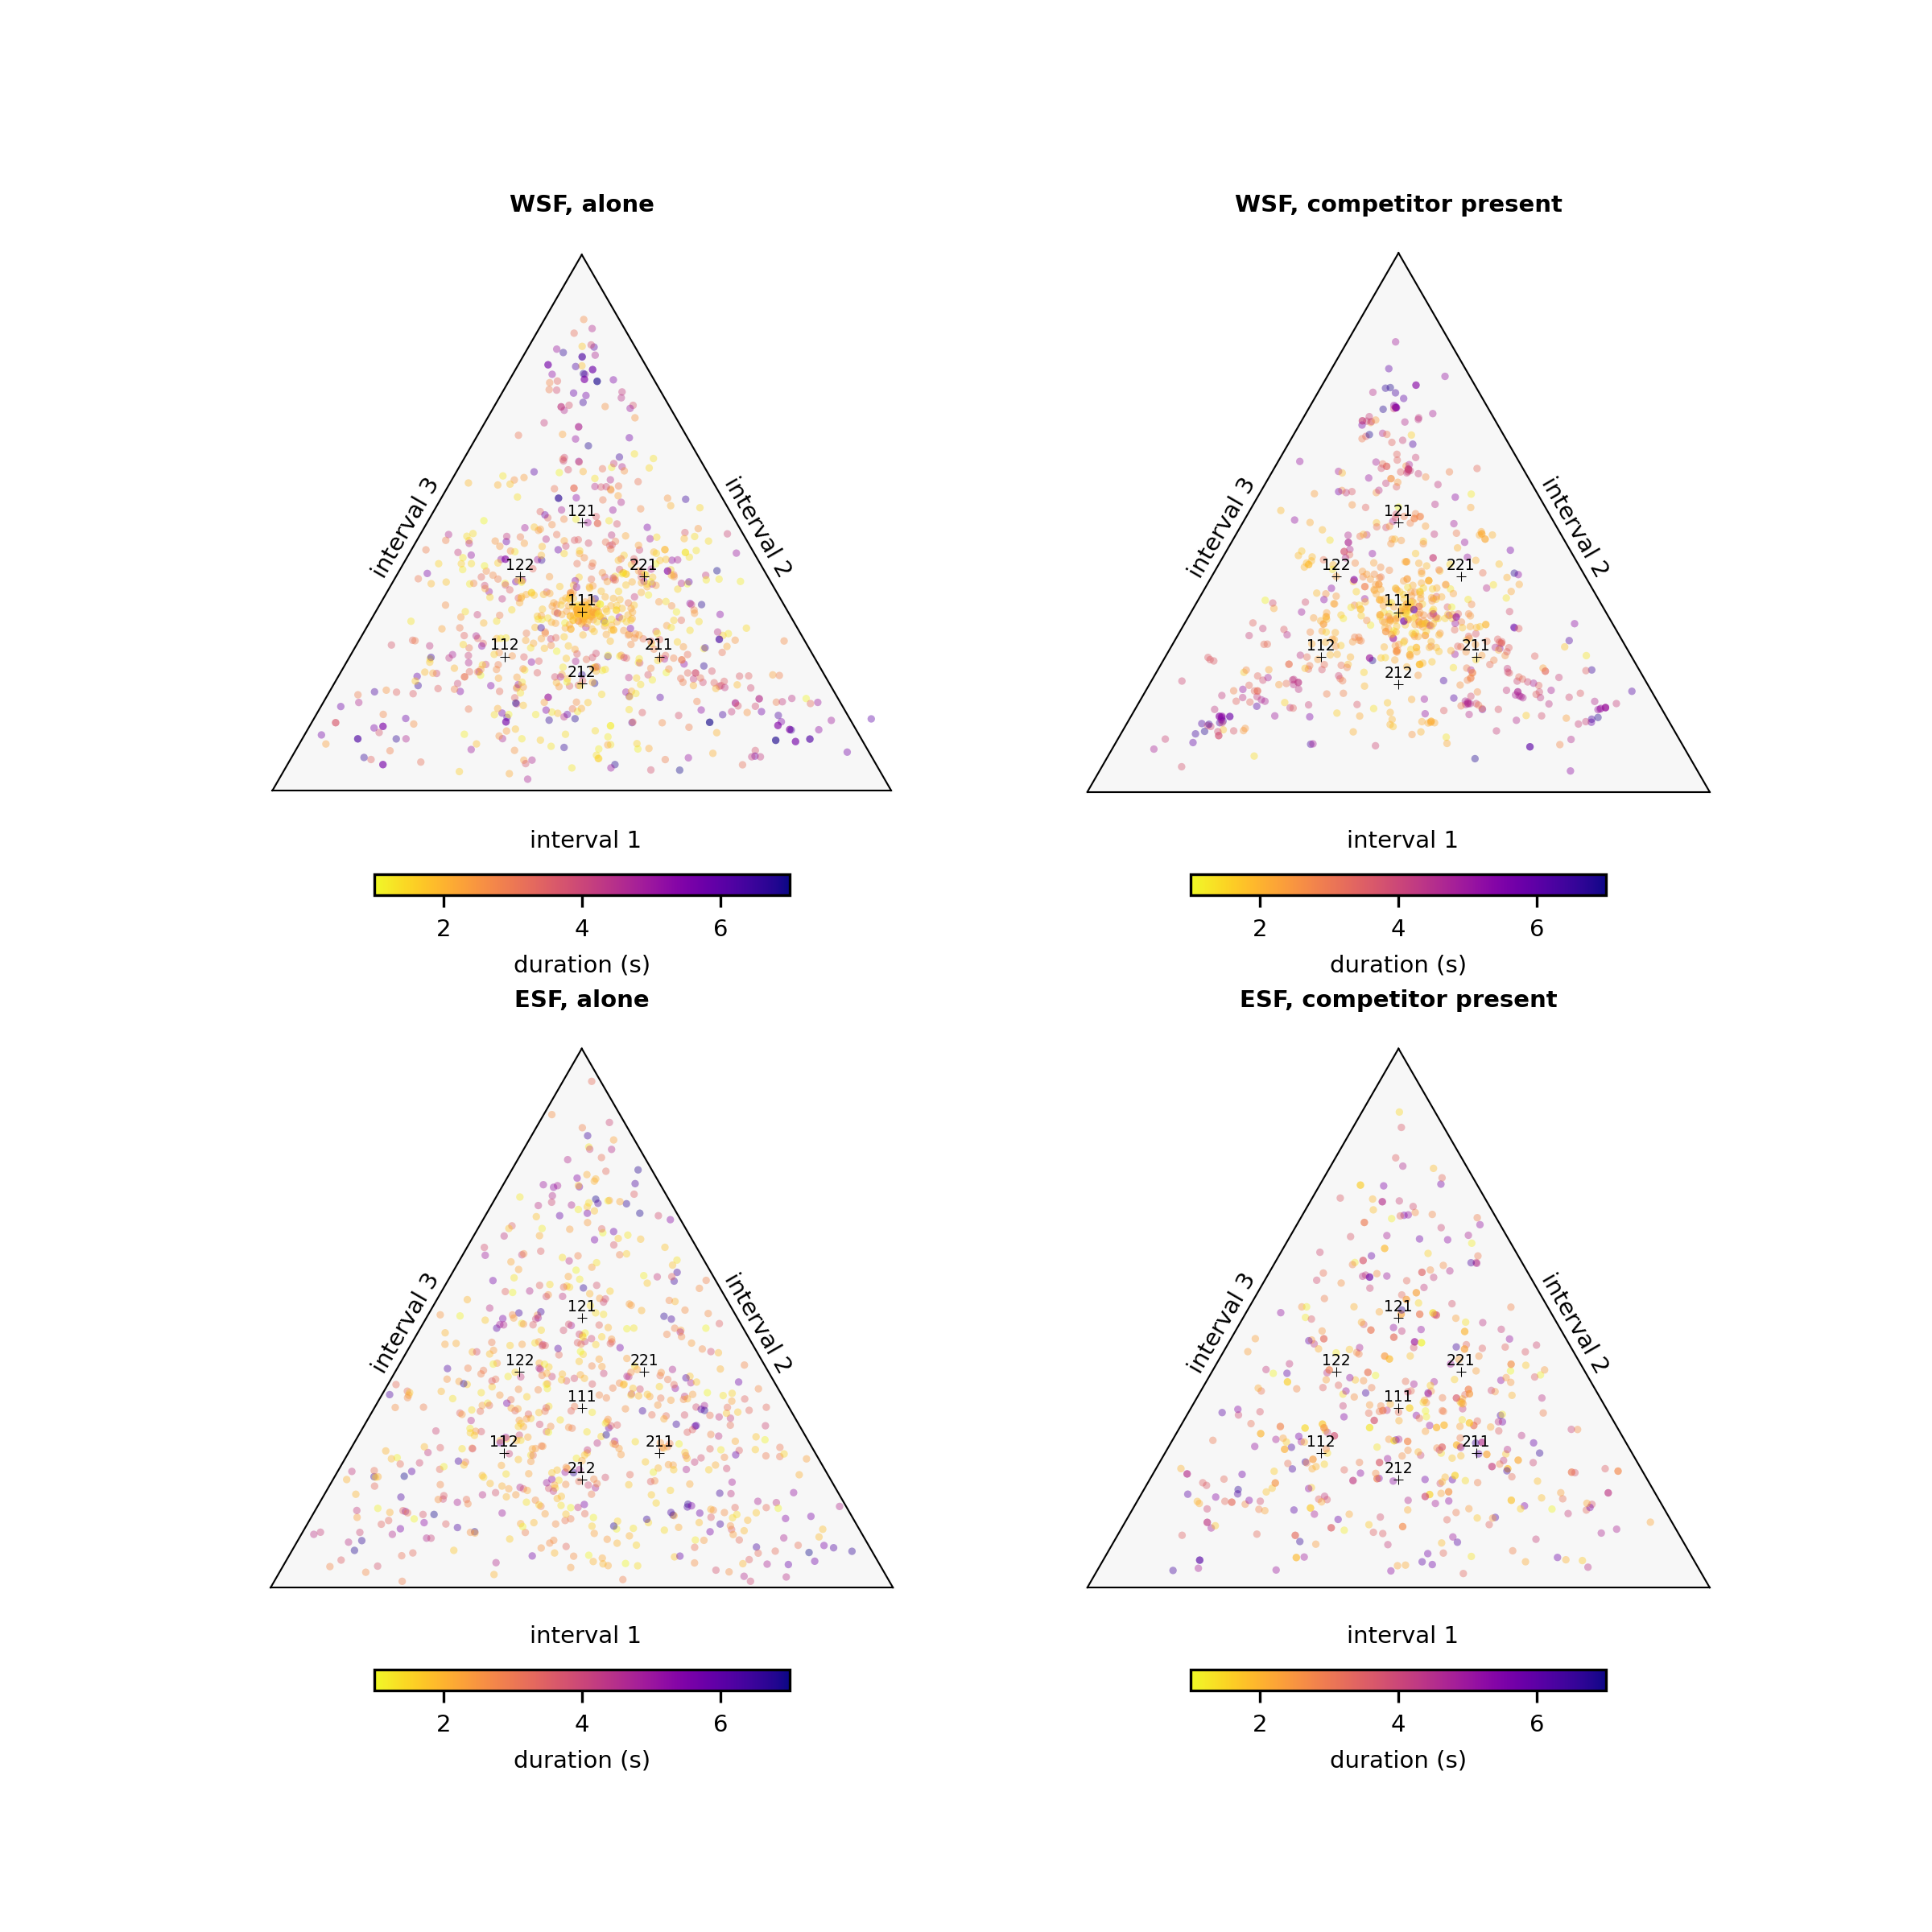 WSF, alone
WSF, competitor present
interval 3
121
122
221
111
112
211
212
interval 2
interval 3
121
122
221
111
112
211
212
interval 2
interval 1
2 4 6
duration (s)
interval 1
2 4 6
duration (s)
ESF, alone
ESF, competitor present
interval 3
121
122
221
111
112
211
212
interval 2
interval 3
121
122
221
111
112
211
212
interval 2
interval 1
2 4 6
duration (s)
interval 1
2 4 6
duration (s)